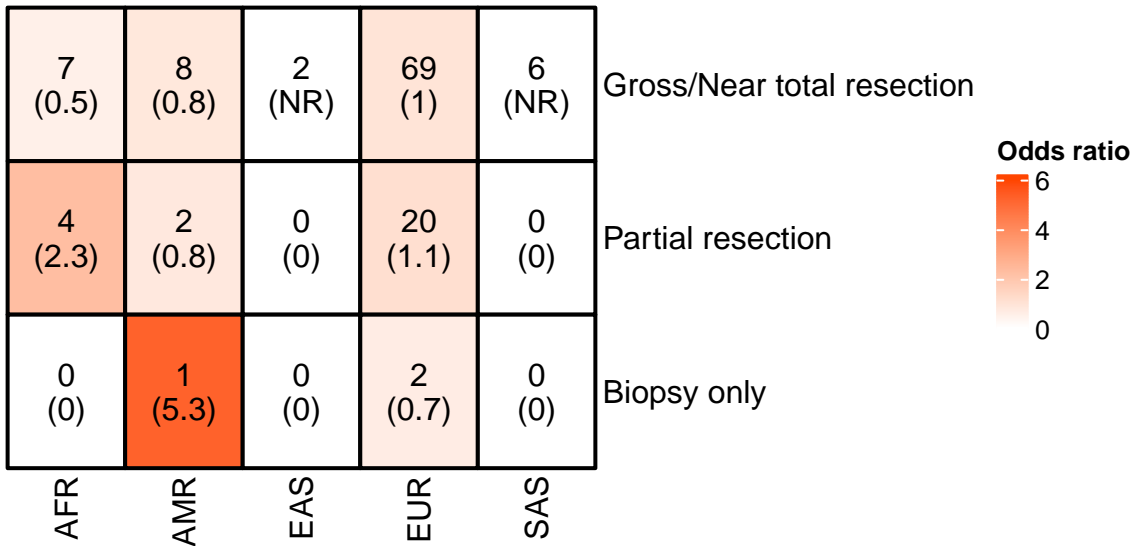 7 8 2 69 6
(0.5) (0.8) (NR) (1) (NR)
Gross/Near total resection
4 2 0 20 0
(2.3) (0.8) (0) (1.1) (0)
Partial resection
0 1 0 2 0
(0) (5.3) (0) (0.7) (0)
Biopsy only
AFR AMR EAS EUR SAS
Odds ratio
6
4
2
0